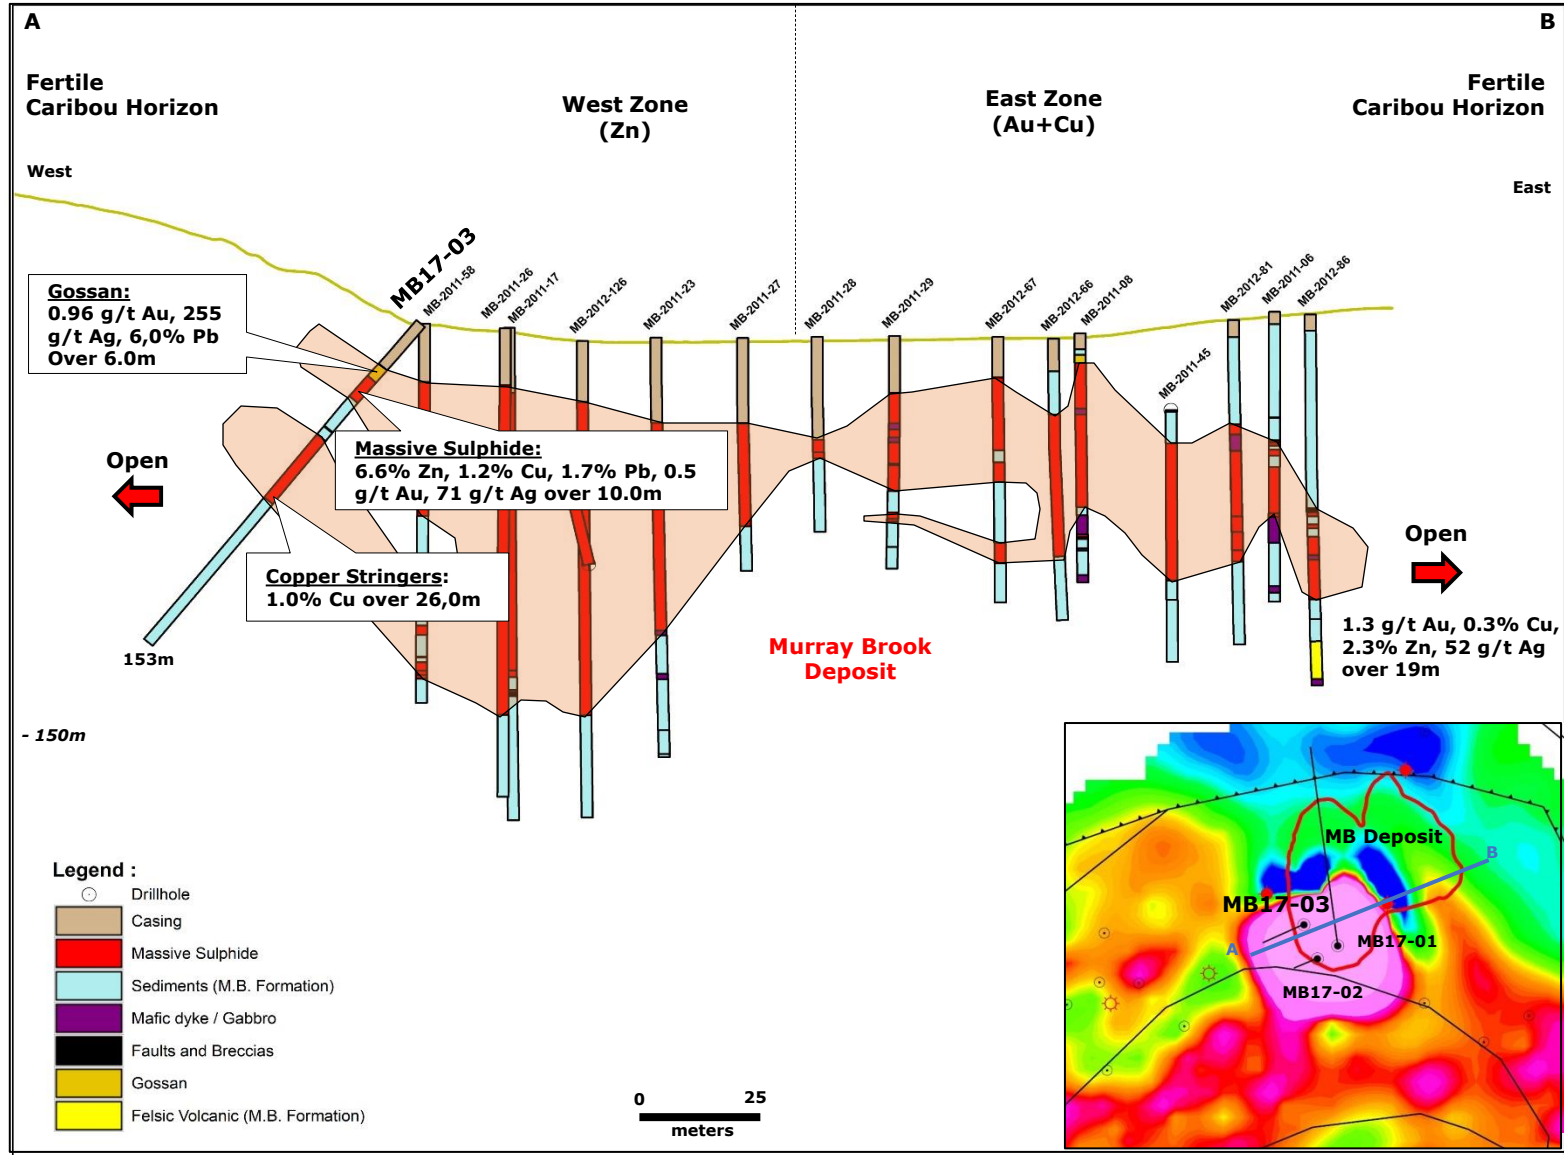 A
B
Fertile
Caribou Horizon
West Zone
(Zn)
East Zone
(Au+Cu)
Fertile
Caribou Horizon
West
East
MB17-03
MB-2011-58
MB-2011-26
MB-2011-17
MB-2012-126
MB-2011-23
MB-2011-27
MB-2011-28
MB-2011-29
MB-2012-67
MB-2012-66
MB-2011-08
MB-2011-45
MB-2012-81
MB-2011-06
MB-2012-86
Gossan:
0.96 g/t Au, 255
g/t Ag, 6,0% Pb
Over 6.0m
Massive Sulphide:
6.6% Zn, 1.2% Cu, 1.7% Pb, 0.5
g/t Au, 71 g/t Ag over 10.0m
Open
Open
Copper Stringers:
1.0% Cu over 26,0m
153m
Murray Brook
Deposit
1.3 g/t Au, 0.3% Cu,
2.3% Zn, 52 g/t Ag
over 19m
- 150m
MB Deposit
B
MB17-03
A
MB17-01
MB17-02
Legend :
Drillhole
Casing
Massive Sulphide
Sediments (M.B. Formation)
Mafic dyke / Gabbro
Faults and Breccias
Gossan
Felsic Volcanic (M.B. Formation)
0 25
meters